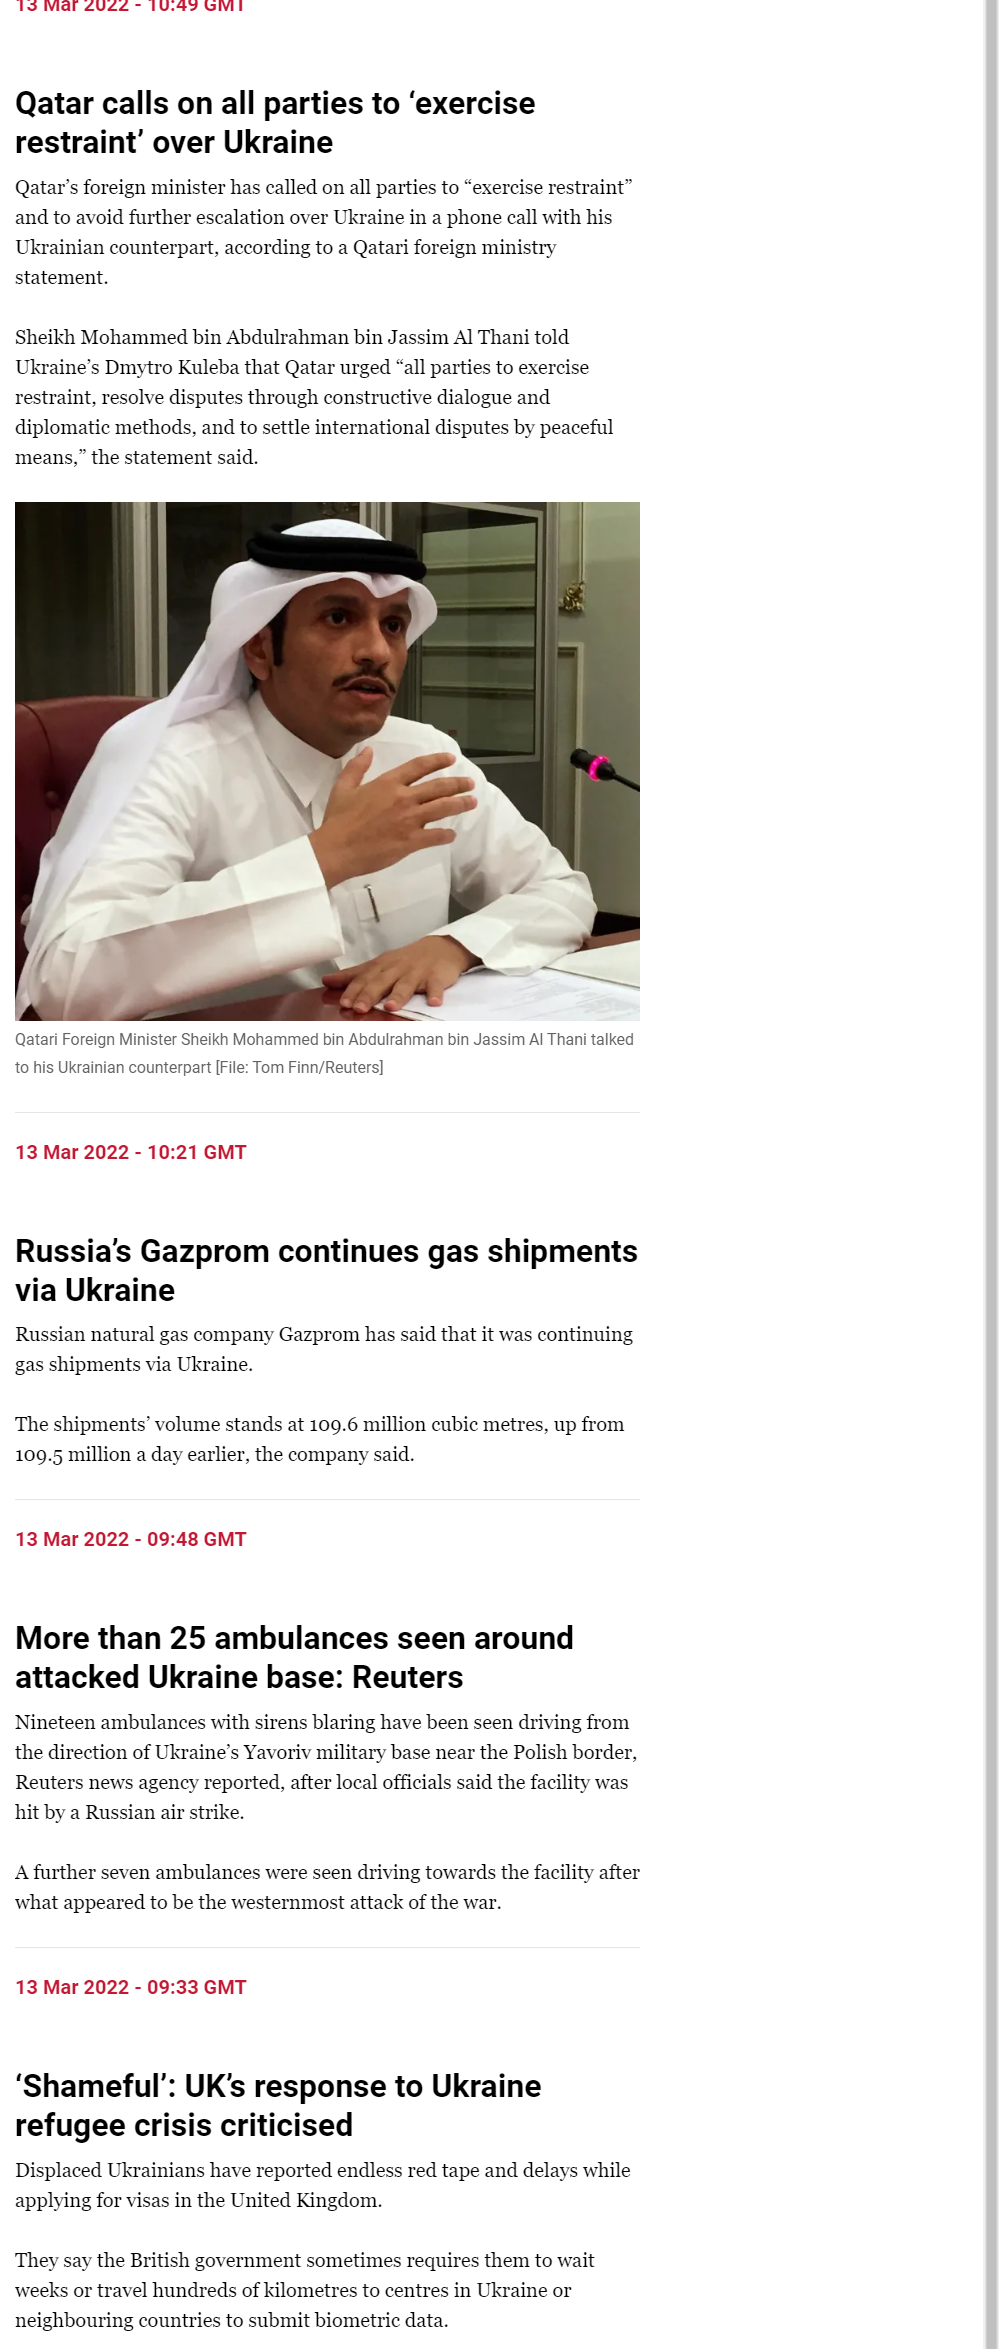 13 Mar 2022 - 10:49 GMT
Qatar calls on all parties to ‘exercise
restraint’ over Ukraine
Qatar’s foreign minister has called on all parties to “exercise restraint”
and to avoid further escalation over Ukraine in a phone call with his
Ukrainian counterpart, according to a Qatari foreign ministry
statement.
Sheikh Mohammed bin Abdulrahman bin Jassim Al Thani told
Ukraine’s Dmytro Kuleba that Qatar urged “all parties to exercise
restraint, resolve disputes through constructive dialogue and
diplomatic methods, and to settle international disputes by peaceful
means,” the statement said.
Qatari Foreign Minister Sheikh Mohammed bin Abdulrahman bin Jassim Al Thani talked
to his Ukrainian counterpart [File: Tom Finn/Reuters]
13 Mar 2022 - 10:21 GMT
Russia’s Gazprom continues gas shipments
via Ukraine
Russian natural gas company Gazprom has said that it was continuing
gas shipments via Ukraine.
The shipments’ volume stands at 109.6 million cubic metres, up from
109.5 million a day earlier, the company said.
13 Mar 2022 - 09:48 GMT
More than 25 ambulances seen around
attacked Ukraine base: Reuters
Nineteen ambulances with sirens blaring have been seen driving from
the direction of Ukraine’s Yavoriv military base near the Polish border,
Reuters news agency reported, after local officials said the facility was
hit by a Russian air strike.
A further seven ambulances were seen driving towards the facility after
what appeared to be the westernmost attack of the war.
13 Mar 2022 - 09:33 GMT
‘Shameful’: UK’s response to Ukraine
refugee crisis criticised
Displaced Ukrainians have reported endless red tape and delays while
applying for visas in the United Kingdom.
They say the British government sometimes requires them to wait
weeks or travel hundreds of kilometres to centres in Ukraine or
neighbouring countries to submit biometric data.